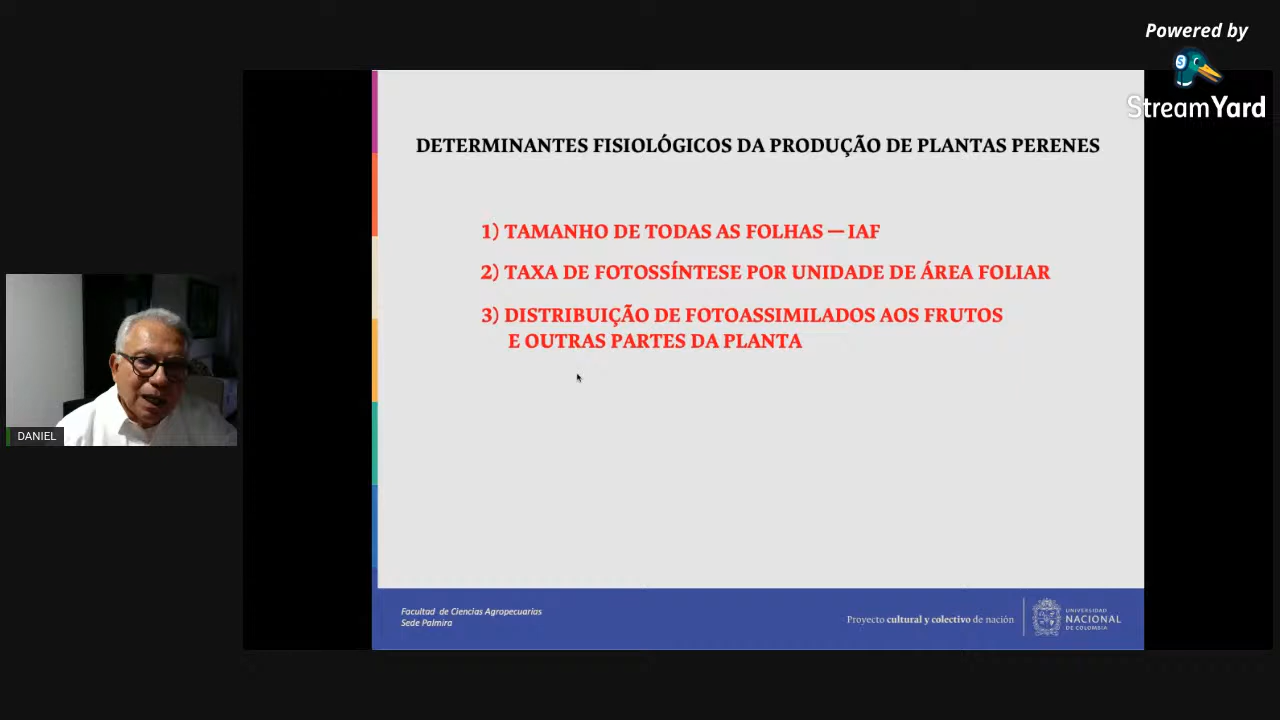 Powered by
StreamYard
DETERMINANTES FISIOLÓGICOS DA PRODUÇÃO DE PLANTAS PERENES
1) TAMANHO DE TODAS AS FOLHAS — IAF
2) TAXA DE FOTOSSÍNTESE POR UNIDADE DE ÁREA FOLIAR
3) DISTRIBUIÇÃO DE FOTOASSIMILADOS AOS FRUTOS
E OUTRAS PARTES DA PLANTA
DANIEL
Facultad de Ciencias Agropecuarias
Sede Palmira
Proyecto cultural y colectivo de nación
UNIVERSIDAD
NACIONAL
DE COLOMBIA